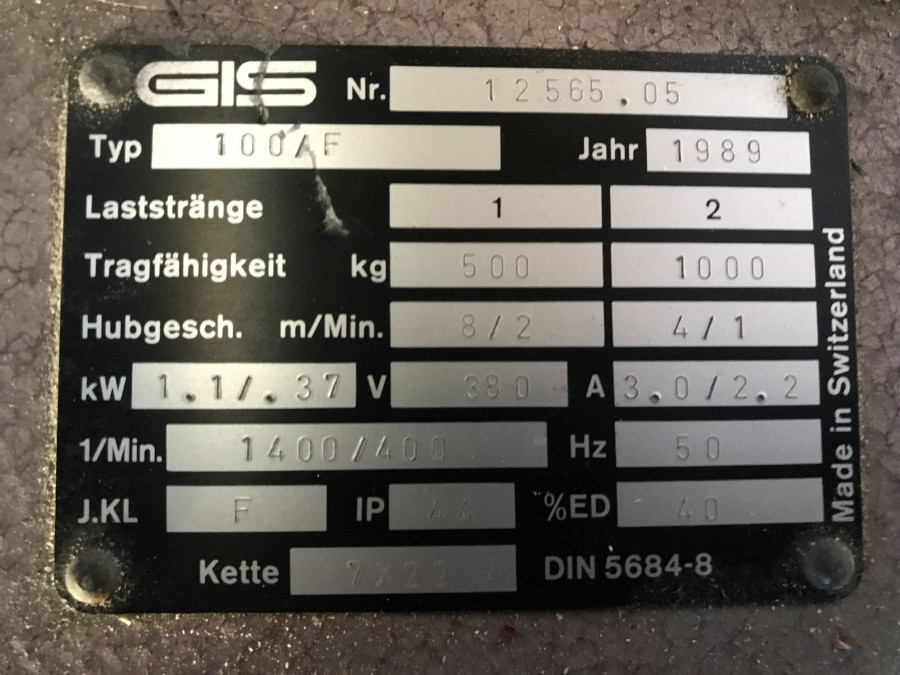 GIS Nr. 12565.05
Typ 100/F Jahr 1989
Laststränge 1 2
Tragfähigkeit kg 500 1000
Hubgesch. m/Min. 8/2 4/1
kW 1.1/.37 V 380 A 3.0/2.2
1/Min. 1400/400 Hz 50
J.KL F IP 44 %ED 40
Kette 7X22 DIN 5684-8
Made in Switzerland